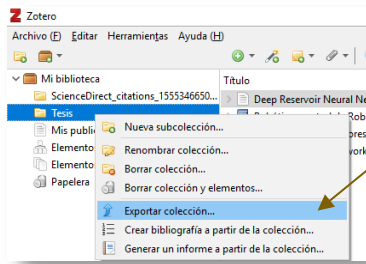 Zotero
Archivo (F) Editar Herramientas Ayuda (H)
Mi biblioteca
Título
ScienceDirect_citations_1555346650...
Deep Reservoir Neural Ne
Tesis
Mis public
Nueva subcolección...
Elemento
Renombrar colección...
Elemento
Borrar colección...
Papelera
Borrar colección y elementos...
Exportar colección...
Crear bibliografía a partir de la colección...
Generar un informe a partir de la colección...